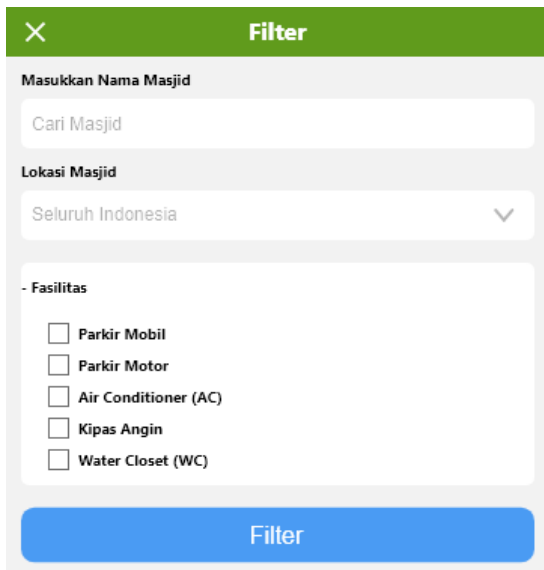 Filter
Masukkan Nama Masjid
Cari Masjid
Lokasi Masjid
Seluruh Indonesia
- Fasilitas
Parkir Mobil
Parkir Motor
Air Conditioner (AC)
Kipas Angin
Water Closet (WC)
Filter